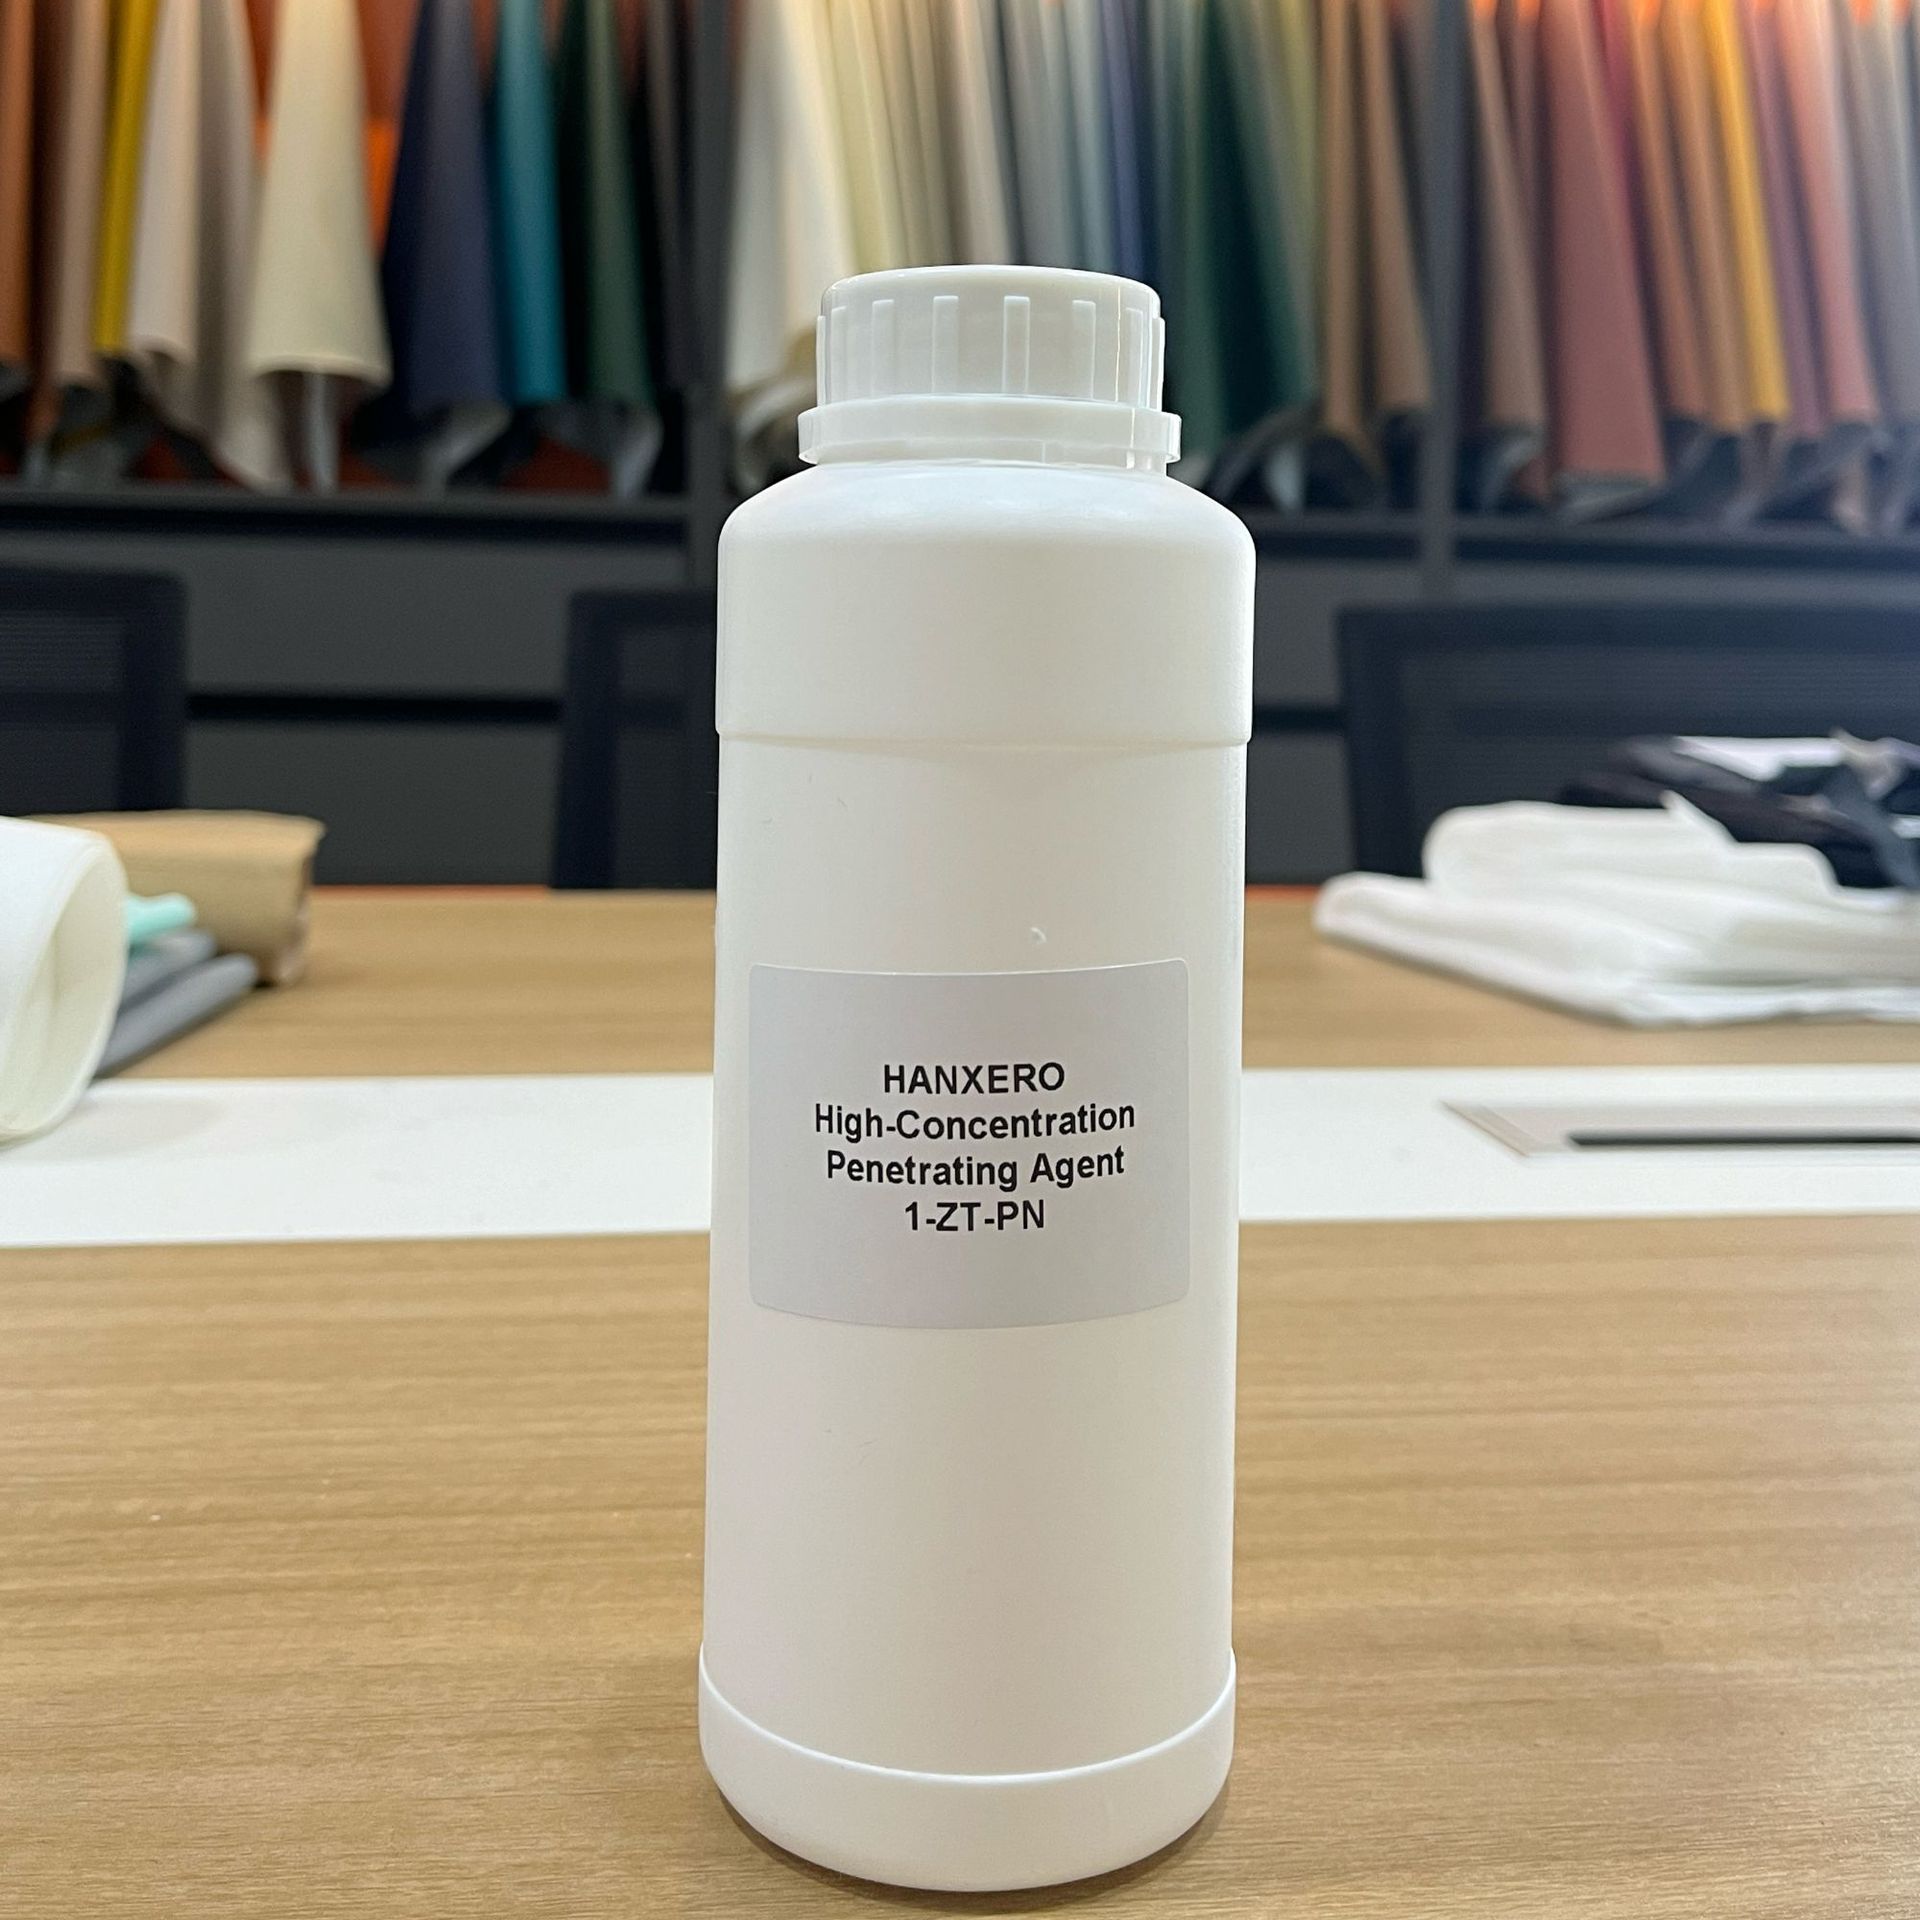 HANXERO
High-Concentration
Penetrating Agent
1-ZT-PN